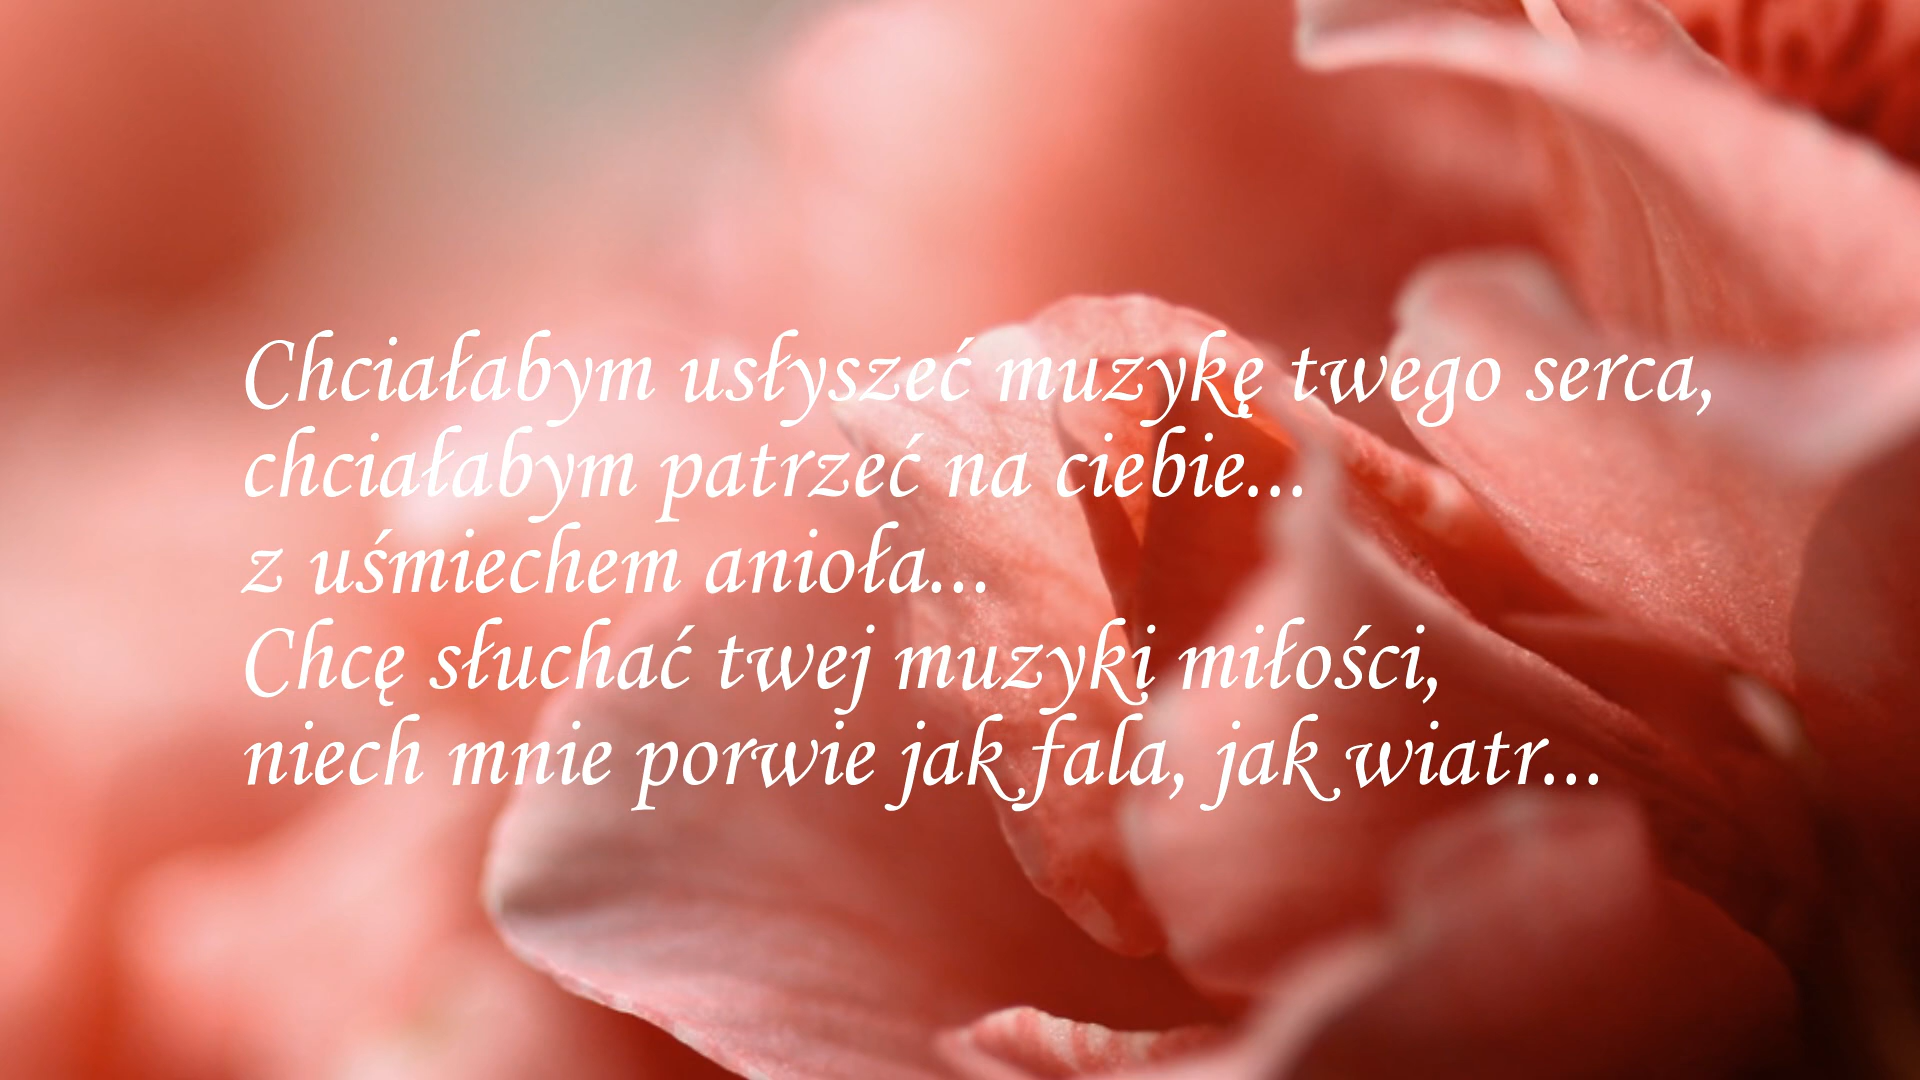 Chciałabym usłyszeć muzykę twego serca,
chciałabym patrzeć na ciebie...
z uśmiechem anioła...
Chcę słuchać twej muzyki miłości,
niech mnie porwie jak fala, jak wiatr...